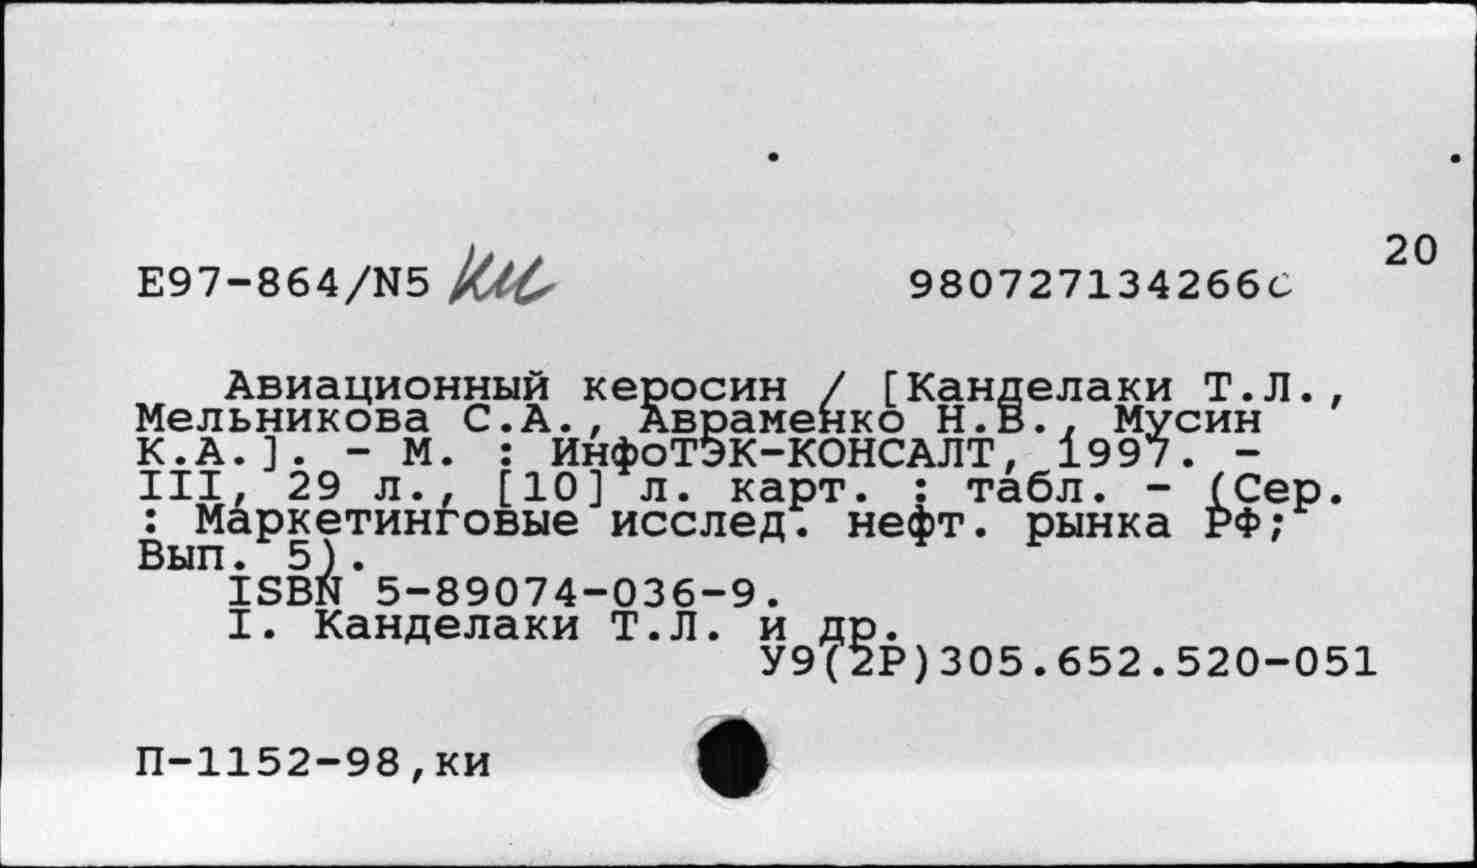 20
E97-864/N5 ки 980727134266с
Авиационный керосин / [Канделаки Т.Л.,
Мельникова С.А., Авраменко Н.В., Мусин
К.А.]. - М. : ИнфоТЭК-КОНСАЛТ, 1997. -
III, 29 л., [10] л. карт. : табл. - (Сер.
: Маркетинговые исслед. нефт. рынка РФ;
Вып. 5).
ISBN 5-89074-036-9.
I. Канделаки Т.Л. и др.
У9(2Р)305.652.520-051
П-1152-98,ки